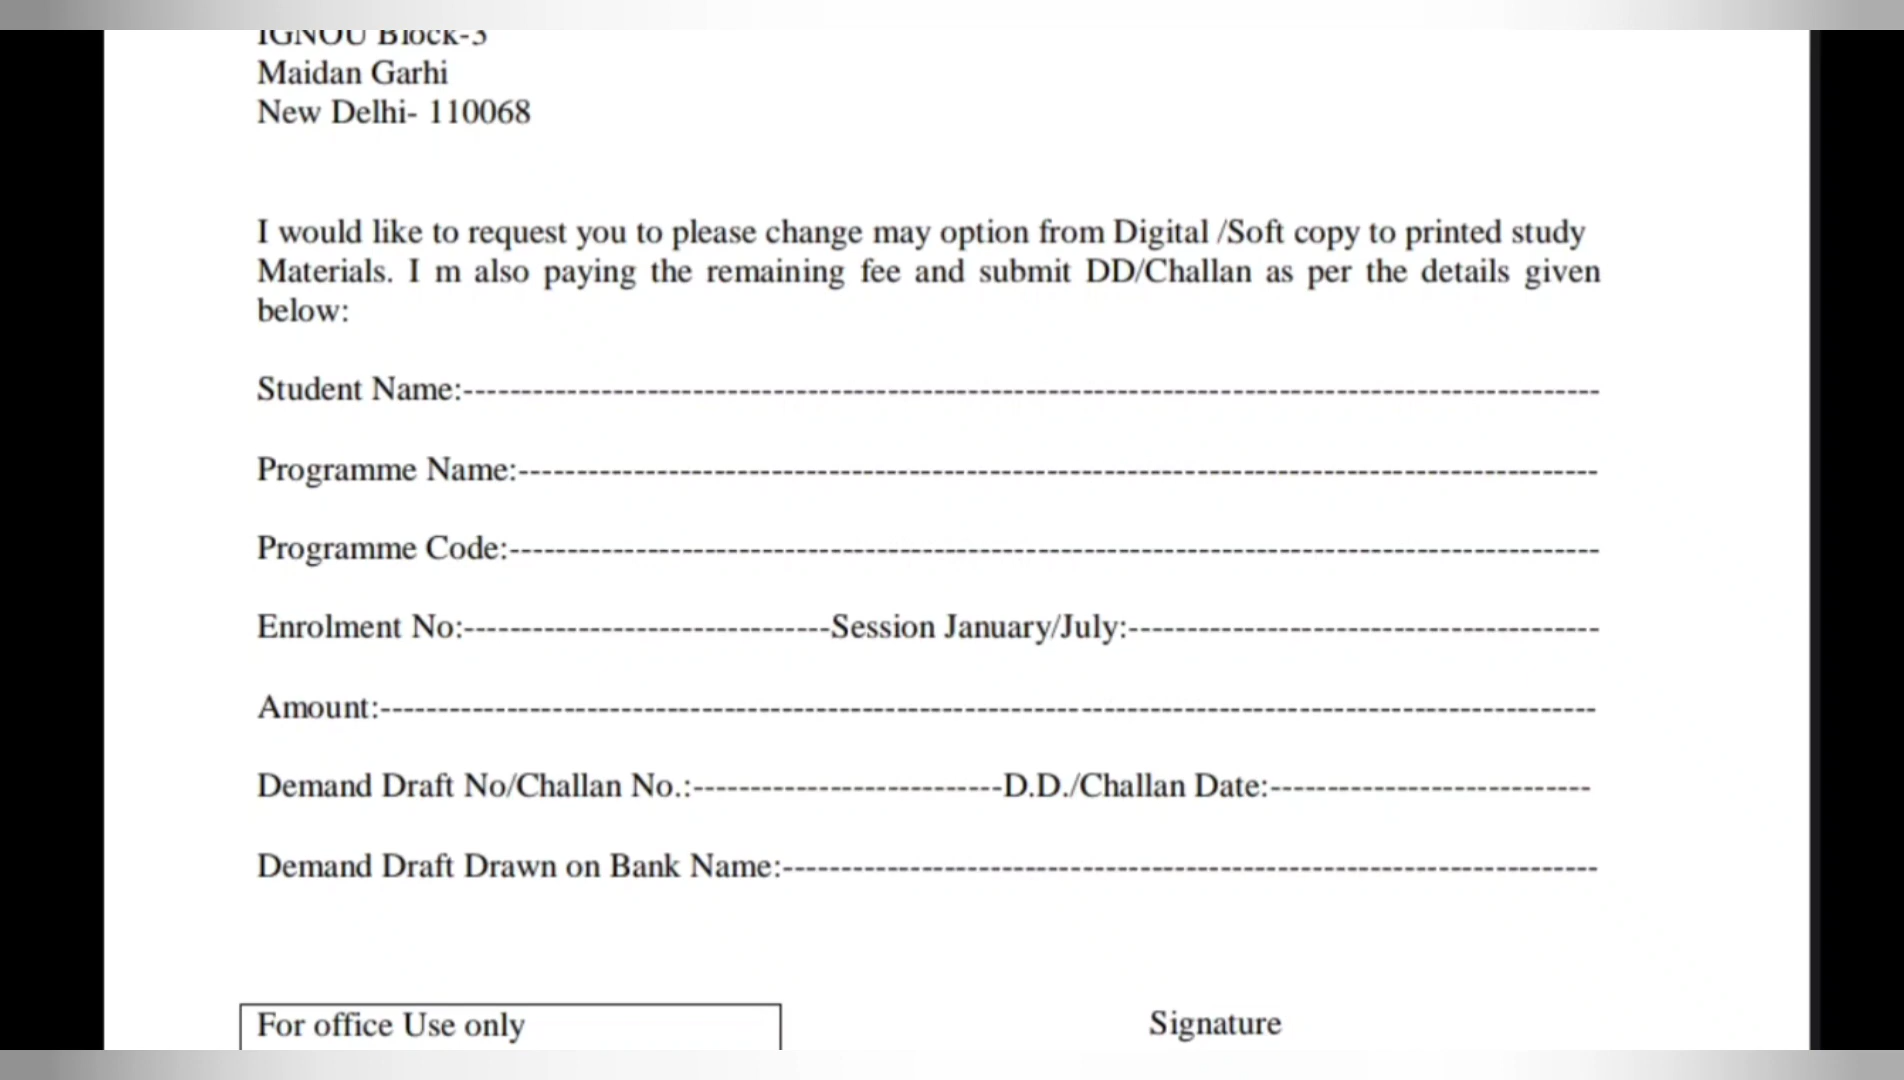 IGNOU Block-3
Maidan Garhi
New Delhi- 110068
I would like to request you to please change may option from Digital /Soft copy to printed study
Materials. I m also paying the remaining fee and submit DD/Challan as per the details given
below:
Student Name:-----------------------------------------------------------------------------------------------
Programme Name:------------------------------------------------------------------------------------------
Programme Code:-------------------------------------------------------------------------------------------
Enrolment No:-------------------------------Session January/July:----------------------------------------
Amount:------------------------------------------------------------------------------------------------------
Demand Draft No/Challan No.:--------------------------D.D./Challan Date:---------------------------
Demand Draft Drawn on Bank Name:--------------------------------------------------------------------
For office Use only
Signature